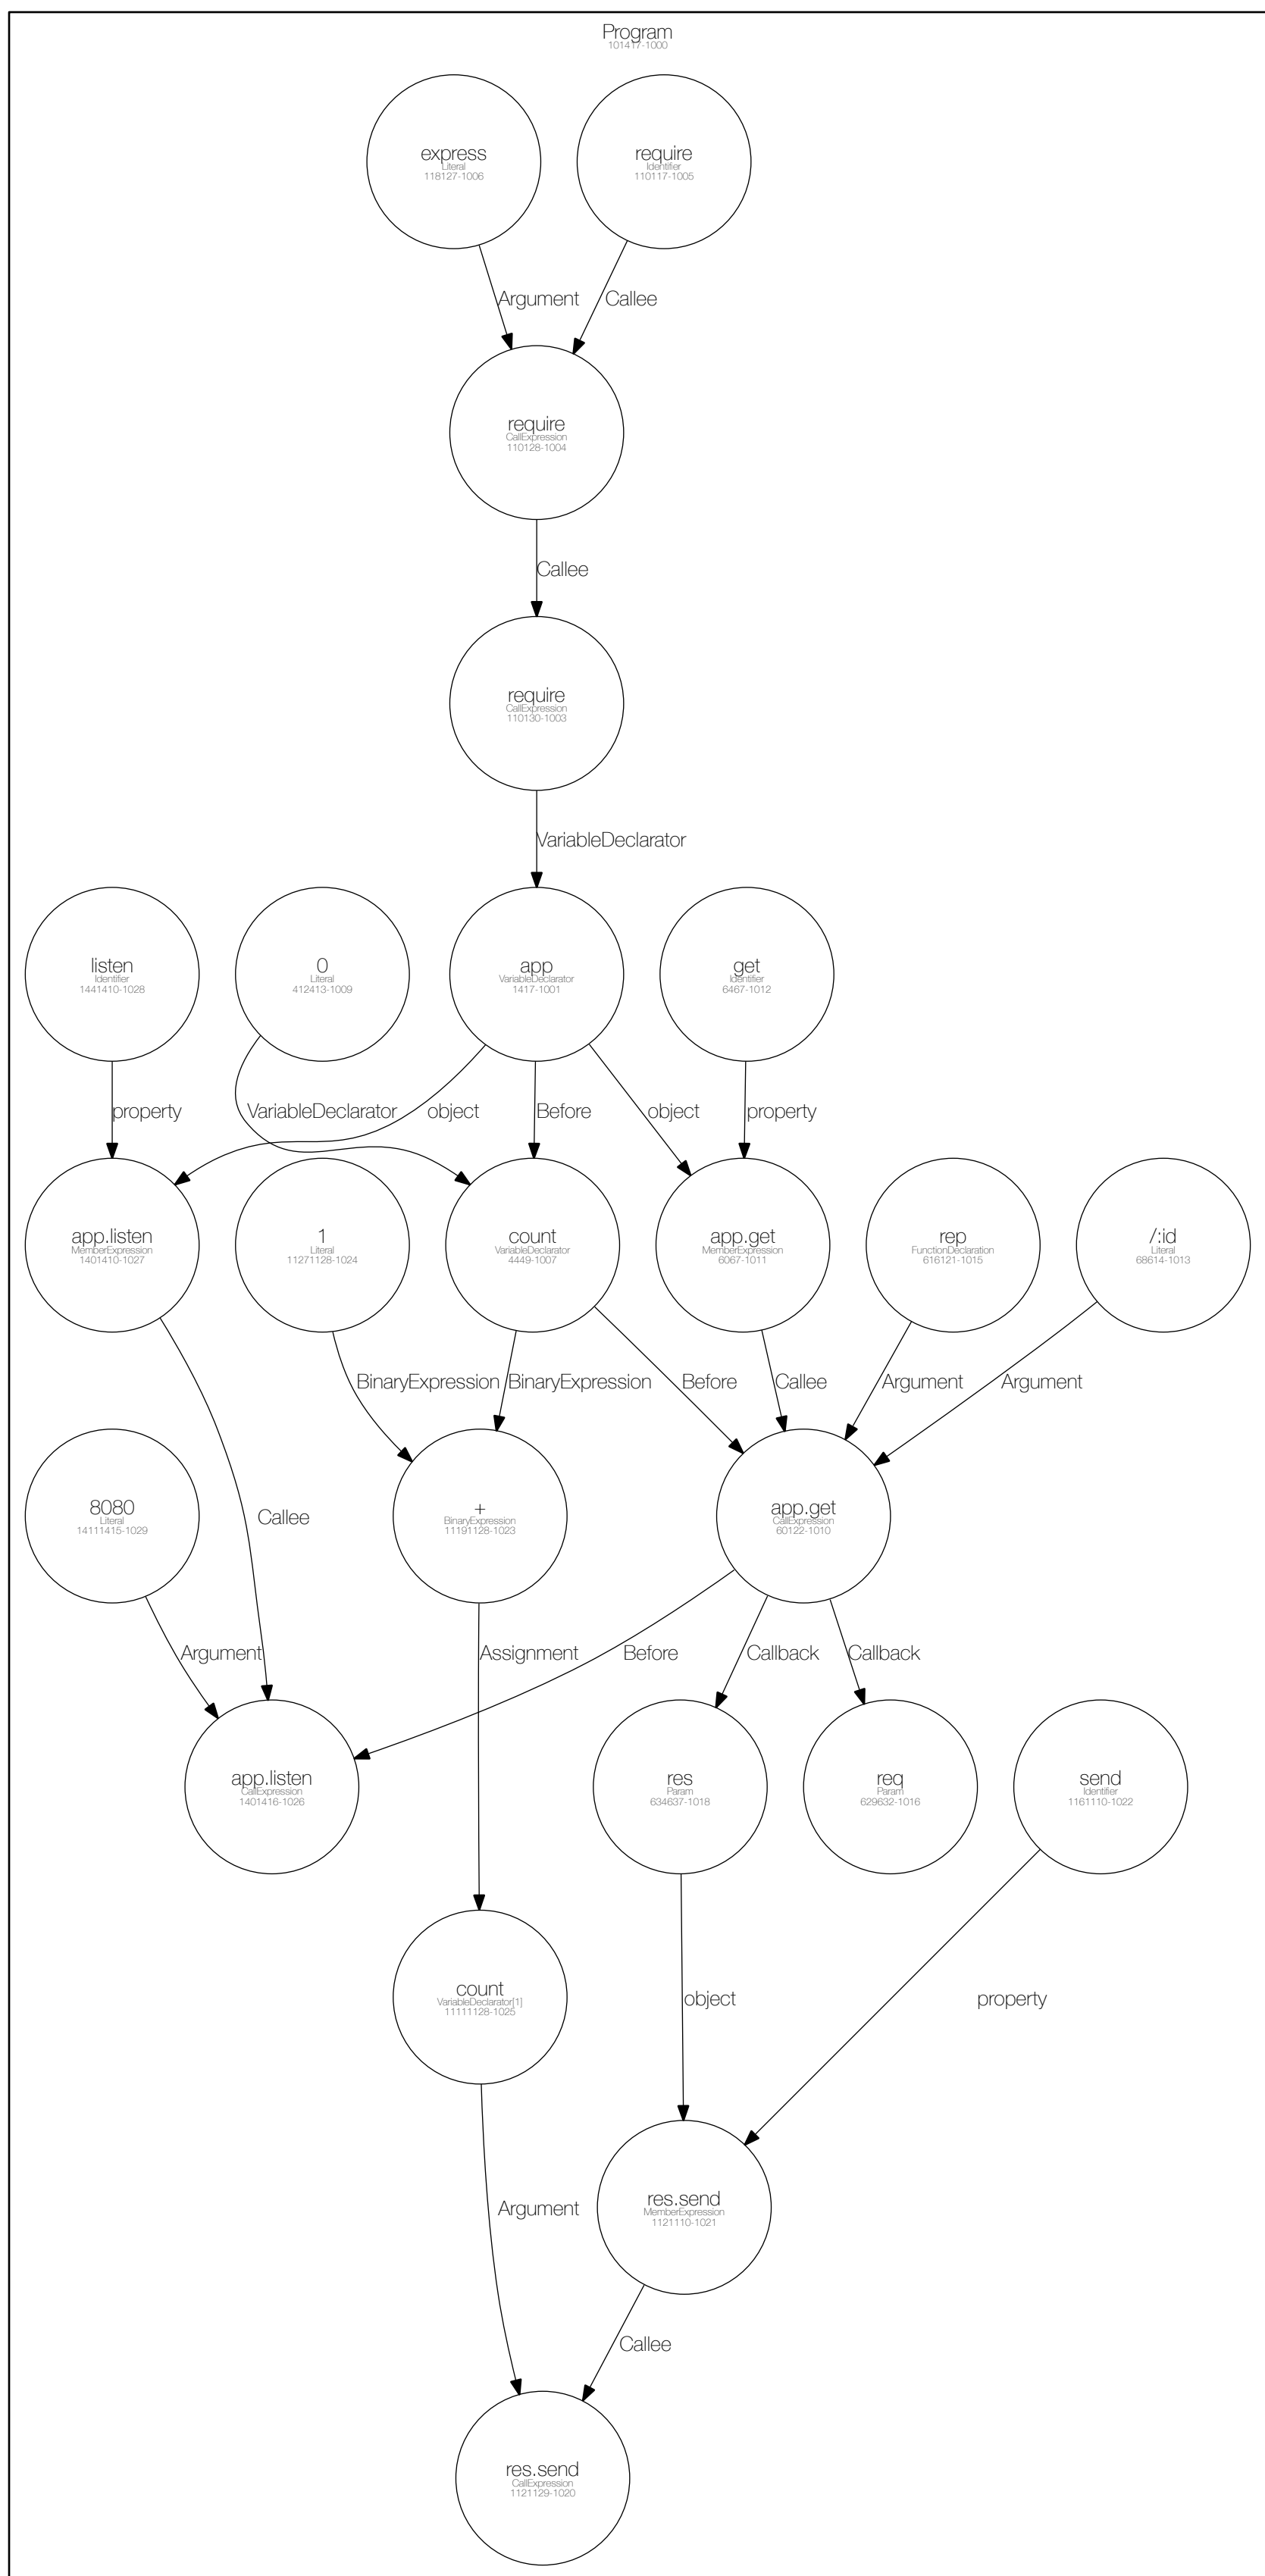 Program
101417-1000
express
Literal
118127-1006
require
Identifier
110117-1005
Argument
Callee
require
CallExpression
110128-1004
Callee
require
CallExpression
110130-1003
VariableDeclarator
listen
Identifier
1441410-1028
0
Literal
412413-1009
app
VariableDeclarator
1417-1001
get
Identifier
6467-1012
property
VariableDeclarator
object
Before
object
property
app.listen
MemberExpression
1401410-1027
1
Literal
11271128-1024
count
VariableDeclarator
4449-1007
app.get
MemberExpression
6067-1011
rep
FunctionDeclaration
616121-1015
/:id
Literal
68614-1013
BinaryExpression
BinaryExpression
Before
Callee
Argument
Argument
8080
Literal
14111415-1029
Callee
+
BinaryExpression
11191128-1023
app.get
CallExpression
60122-1010
Argument
Assignment
Before
Callback
Callback
app.listen
CallExpression
1401416-1026
res
Param
634637-1018
req
Param
629632-1016
send
Identifier
1161110-1022
count
VariableDeclarator[1]
11111128-1025
object
property
Argument
res.send
MemberExpression
1121110-1021
Callee
res.send
CallExpression
1121129-1020